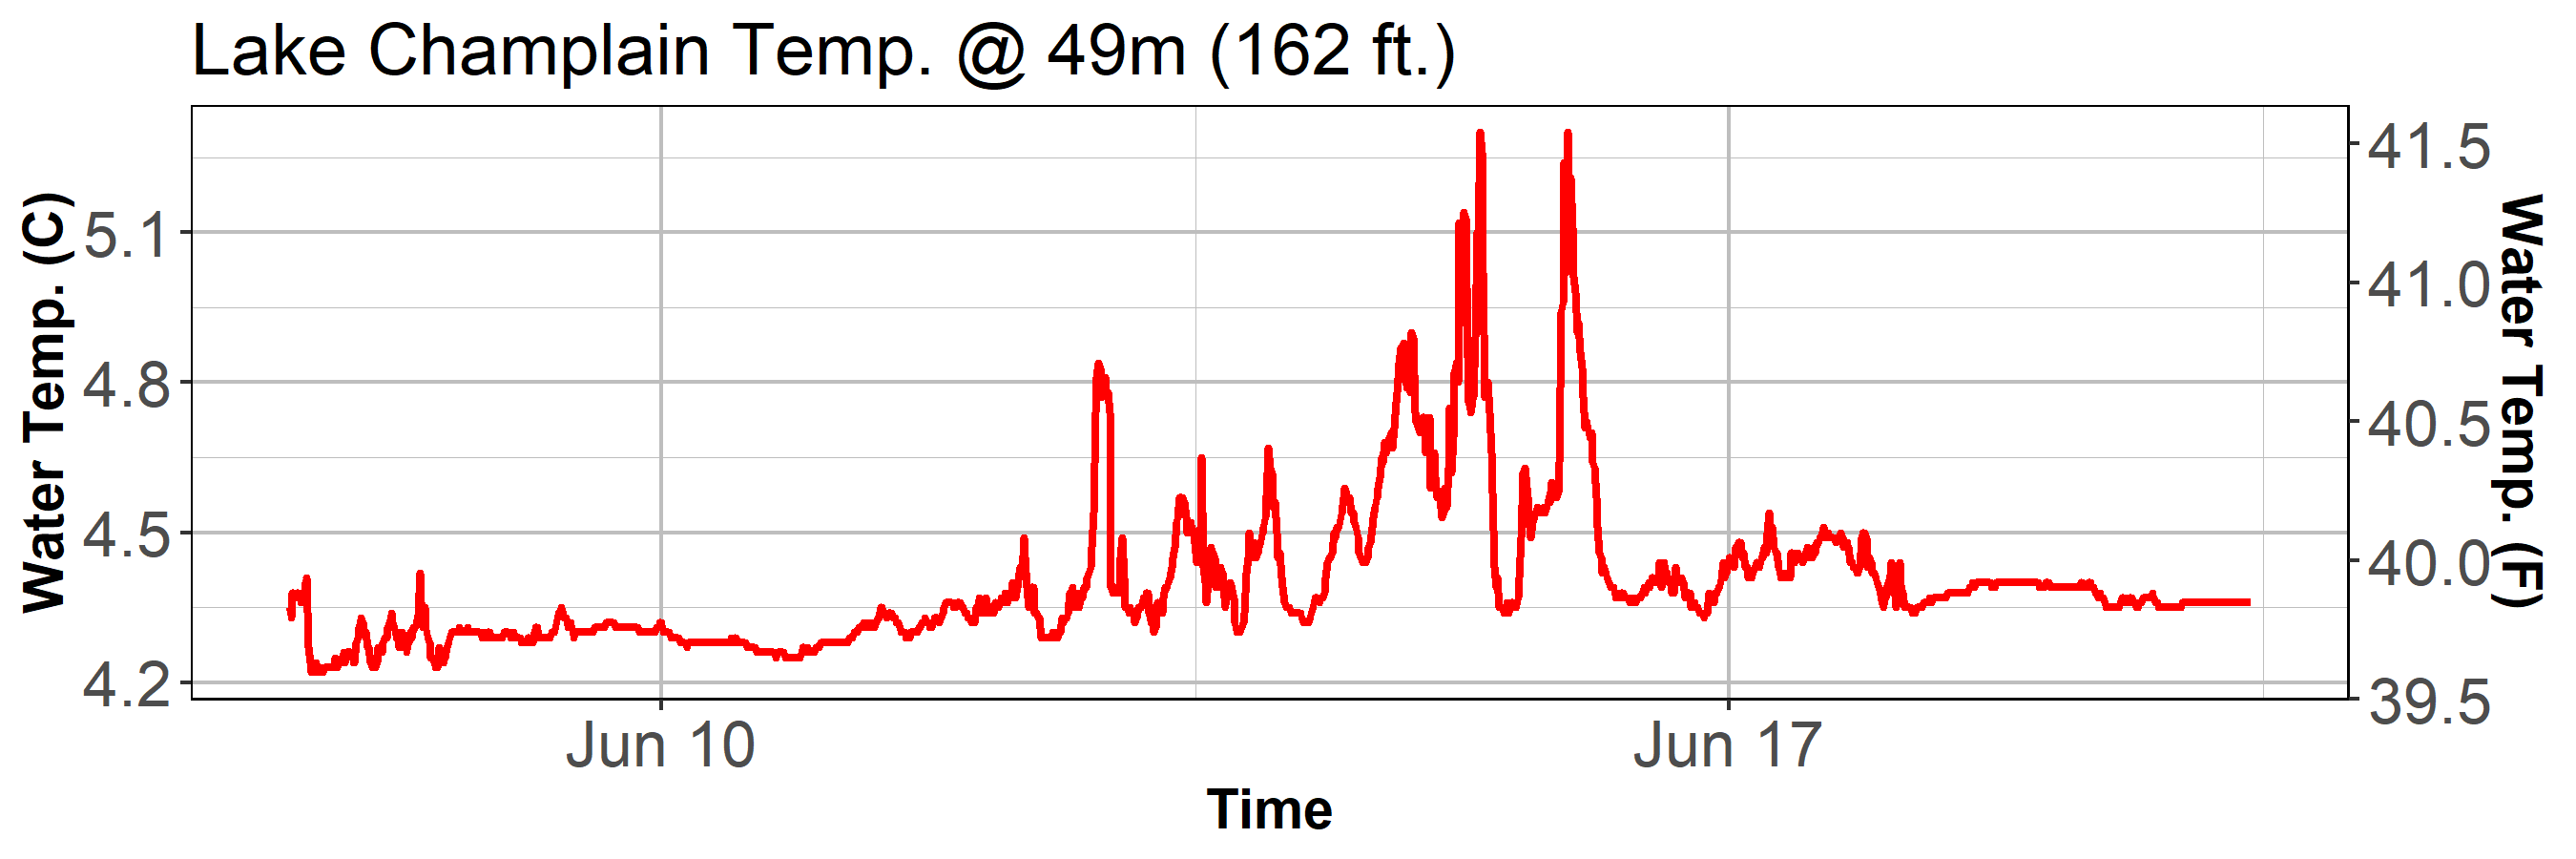 Lake Champlain Temp. @ 49m (162 ft.)
Water Temp. (C)
5.1
4.8
4.5
4.2
41.5
41.0
40.5
40.0
39.5
Water Temp. (F)
Jun 10
Jun 17
Time